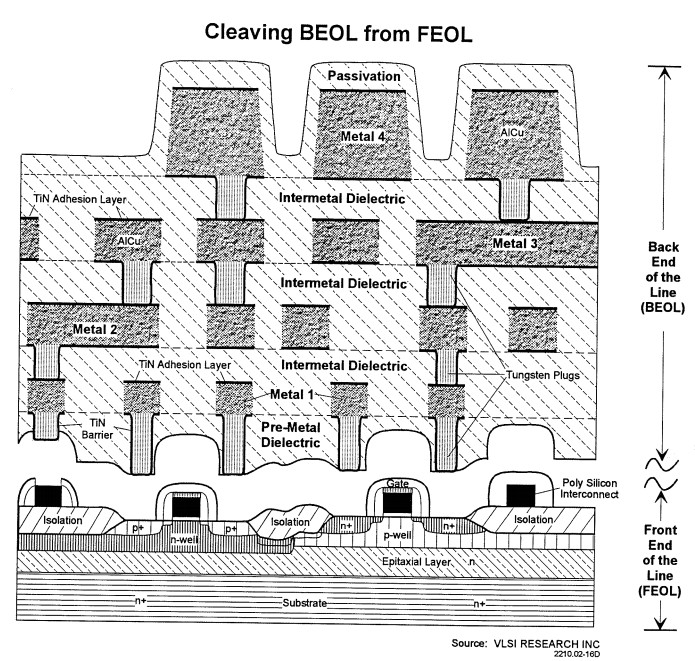 Cleaving BEOL from FEOL
Passivation
Metal 4
AlCu
TiN Adhesion Layer
Intermetal Dielectric
AlCu
Metal 3
Back
End
of the
Line
(BEOL)
Intermetal Dielectric
Metal 2
TiN Adhesion Layer
Intermetal Dielectric
Tungsten Plugs
Metal 1
TiN
Barrier
Pre-Metal
Dielectric
Gate
Poly Silicon
Interconnect
Isolation
p+
p+
Isolation
n+
n+
Isolation
n-well
p-well
Front
End
of the
Line
(FEOL)
Epitaxial Layer n
n+
Substrate
n+
Source: VLSI RESEARCH INC
2210.02-16D